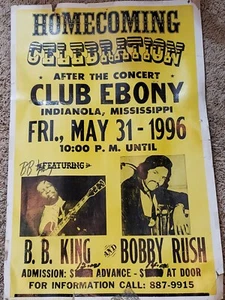 HOMECOMING
CELEBRATION
AFTER THE CONCERT
CLUB EBONY
INDIANOLA, MISSISSIPPI
FRI., MAY 31 - 1996
10:00 P. M. UNTIL
FEATURING
B. B. KING AND BOBBY RUSH
ADMISSION: ADVANCE - AT DOOR
FOR INFORMATION CALL: 887-9915